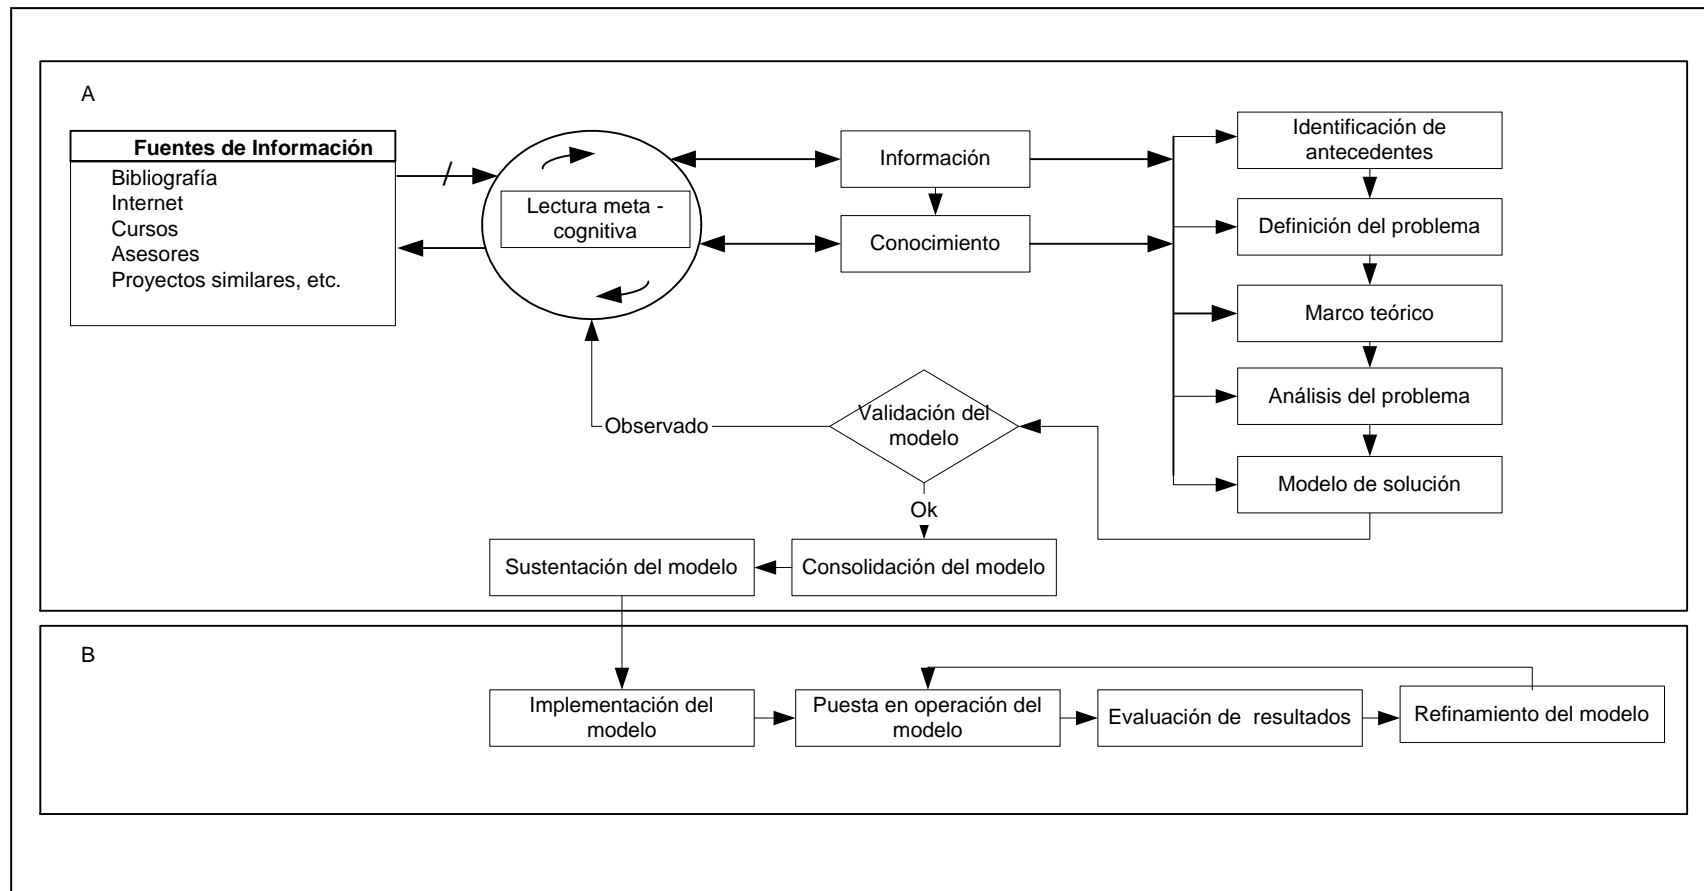 A
Fuentes de Información
Bibliografía
Internet
Cursos
Asesores
Proyectos similares, etc.
Lectura meta -
cognitiva
Información
Conocimiento
Identificación de
antecedentes
Definición del problema
Marco teórico
Análisis del problema
Modelo de solución
Validación del
modelo
Observado
Ok
Consolidación del modelo
Sustentación del modelo
B
Implementación del
modelo
Puesta en operación del
modelo
Evaluación de  resultados
Refinamiento del modelo